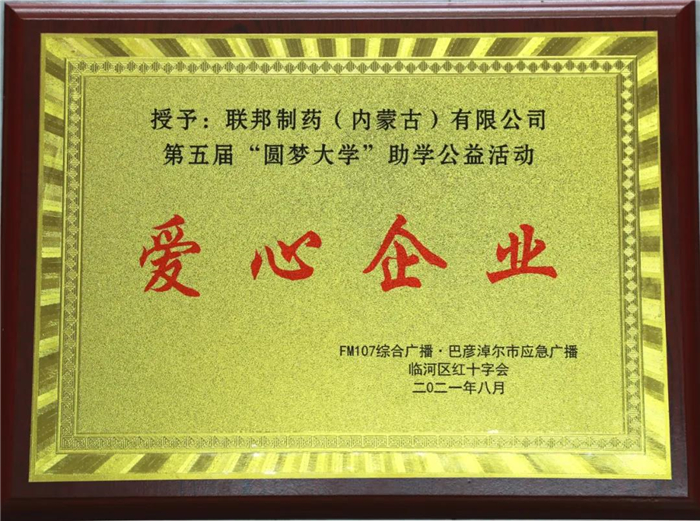 授予：联邦制药（内蒙古）有限公司
第五届“圆梦大学”助学公益活动
爱心企业
FM107综合广播·巴彦淖尔市应急广播
临河区红十字会
二〇二一年八月